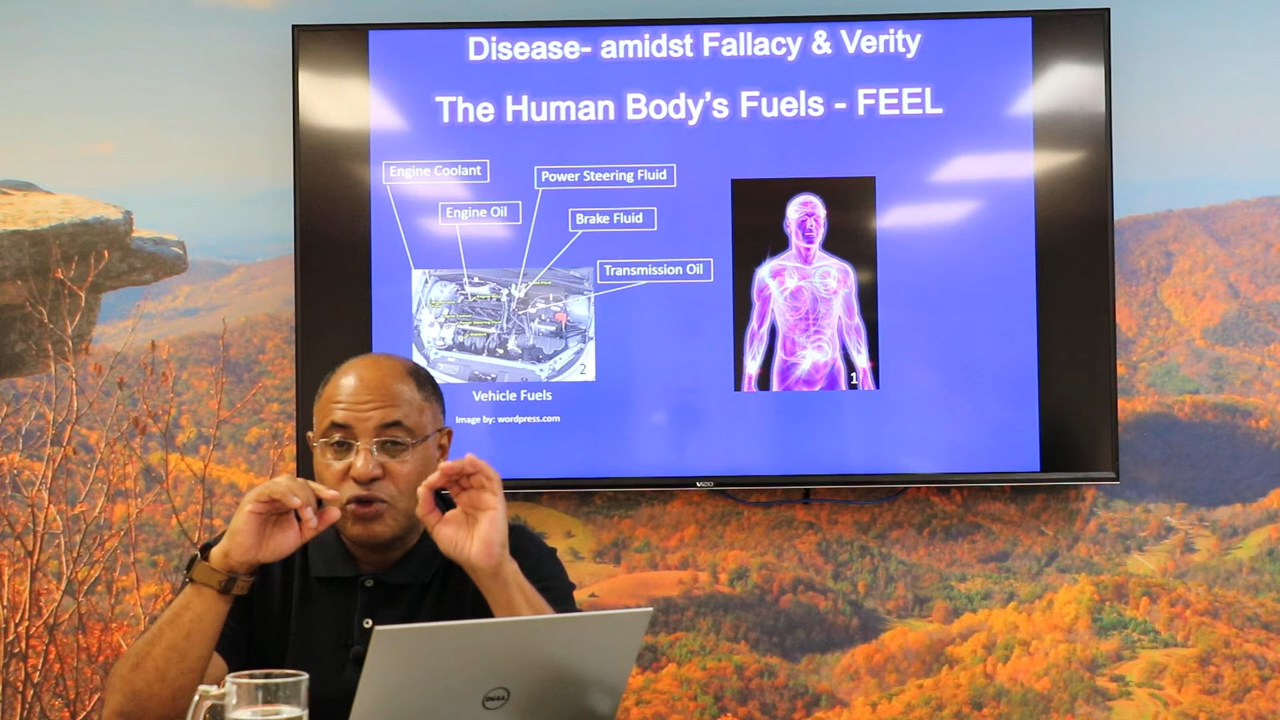 Disease- amidst Fallacy & Verity
The Human Body's Fuels - FEEL
Engine Coolant
Power Steering Fluid
Engine Oil
Brake Fluid
Transmission Oil
2
1
Vehicle Fuels
Image by: wordpress.com
VIZIO
DELL